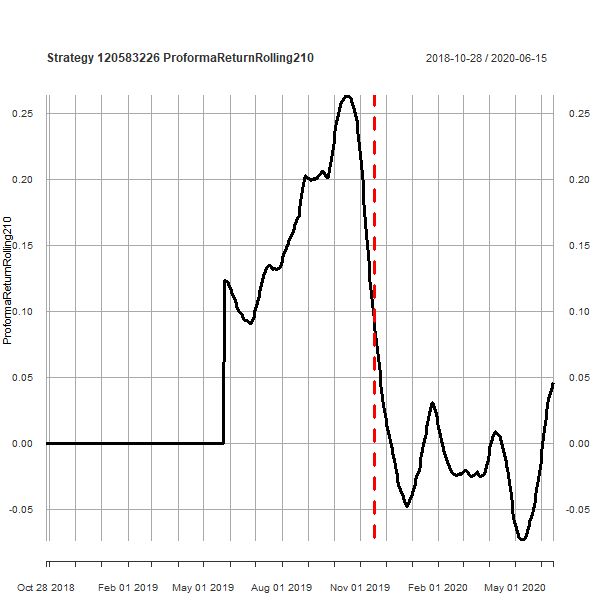 Strategy 120583226 ProformaReturnRolling210
2018-10-28 / 2020-06-15
ProformaReturnRolling210
0.25
0.20
0.15
0.10
0.05
0.00
-0.05
0.25
0.20
0.15
0.10
0.05
0.00
-0.05
Oct 28 2018
Feb 01 2019
May 01 2019
Aug 01 2019
Nov 01 2019
Feb 01 2020
May 01 2020